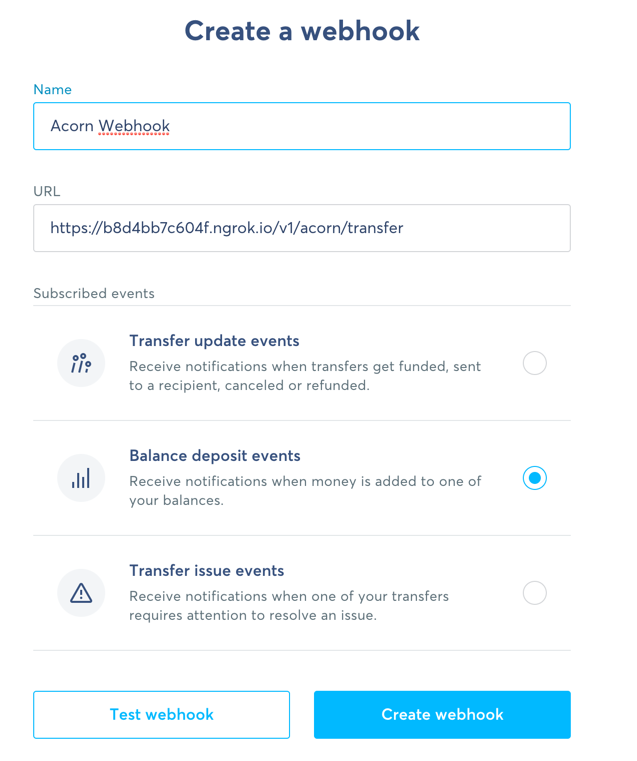 Create a webhook
Name
Acorn Webhook
URL
https://b8d4bb7c604f.ngrok.io/v1/acorn/transfer
Subscribed events
Transfer update events
Receive notifications when transfers get funded, sent
to a recipient, canceled or refunded.
Balance deposit events
Receive notifications when money is added to one of
your balances.
Transfer issue events
Receive notifications when one of your transfers
requires attention to resolve an issue.
Test webhook
Create webhook